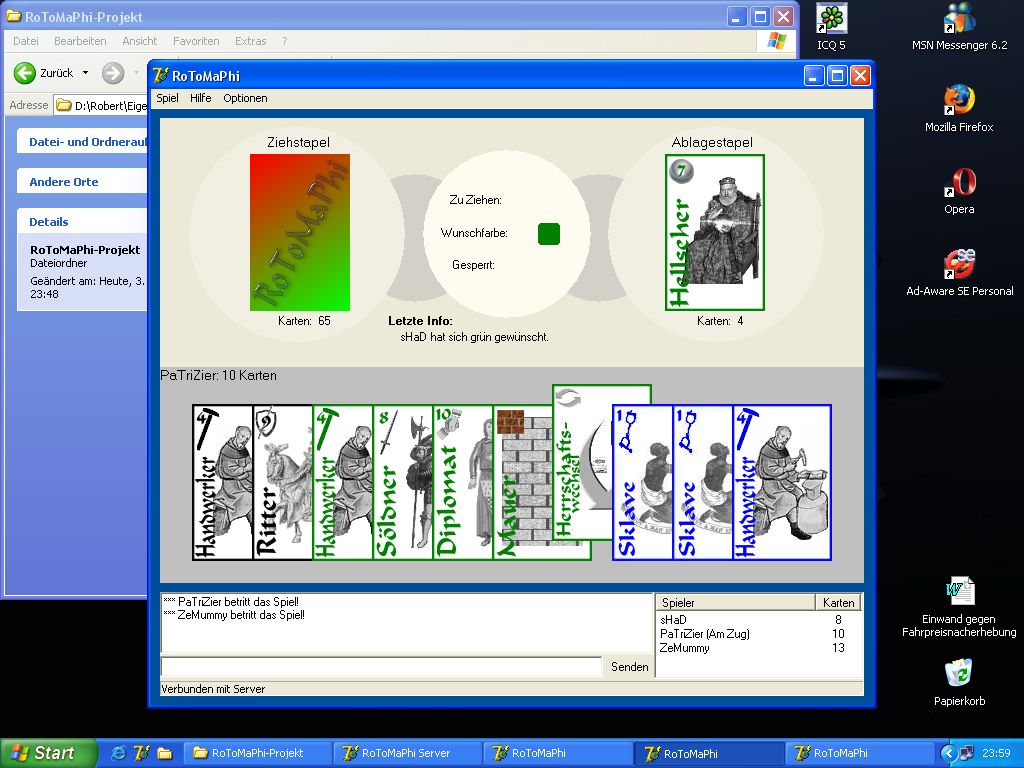 RoToMaPhi-Projekt
Datei Bearbeiten Ansicht Favoriten Extras ?
Zurück
Adresse D:\Robert\Eige
Datei- und Ordnerauf
Andere Orte
Details
RoToMaPhi-Projekt
Dateiordner
Geändert am: Heute, 3.
23:48
RoToMaPhi
Spiel Hilfe Optionen
Ziehstapel
RoToMaPhi
Karten: 65
Zu Ziehen:
Wunschfarbe:
Gesperrt:
Letzte Info:
sHaD hat sich grün gewünscht.
Ablagestapel
7
Hellseher
Karten: 4
PaTriZier: 10 Karten
4 Handwerker
9 Ritter
4 Handwerker
8 Söldner
10 Diplomat
Mauer
Herrschafts-
wechsel
1 Sklave
1 Sklave
4 Handwerker
*** PaTriZier betritt das Spiel!
*** ZeMummy betritt das Spiel!
Senden
Spieler Karten
sHaD 8
PaTriZier (Am Zug) 10
ZeMummy 13
Verbunden mit Server
ICQ 5
MSN Messenger 6.2
Mozilla Firefox
Opera
Ad-Aware SE Personal
Einwand gegen
Fahrpreisnacherhebung
Papierkorb
Start
RoToMaPhi-Projekt
RoToMaPhi Server
RoToMaPhi
RoToMaPhi
RoToMaPhi
23:59